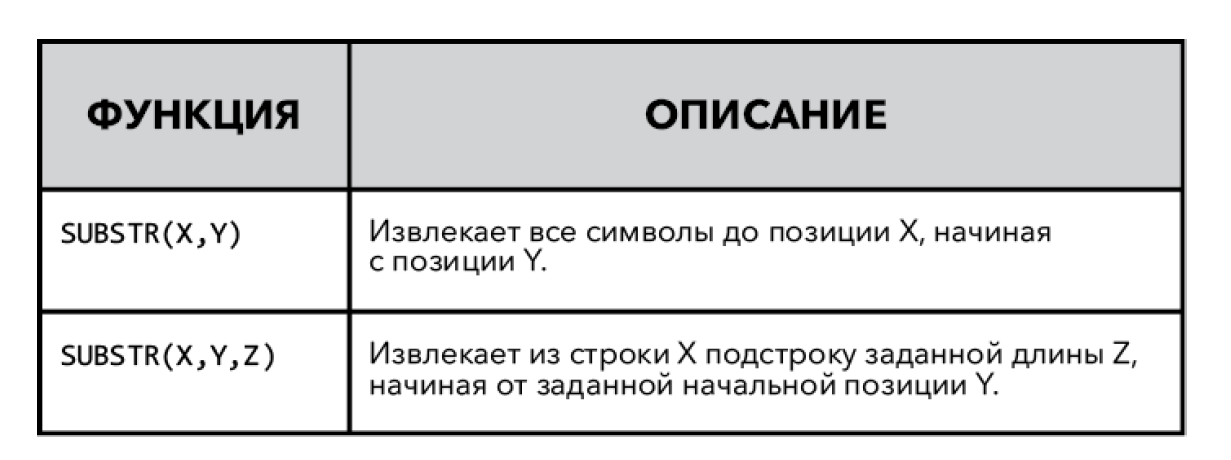 ФУНКЦИЯ
ОПИСАНИЕ
SUBSTR(X,Y)
Извлекает все символы до позиции X, начиная
с позиции Y.
SUBSTR(X,Y,Z)
Извлекает из строки X подстроку заданной длины Z,
начиная от заданной начальной позиции Y.